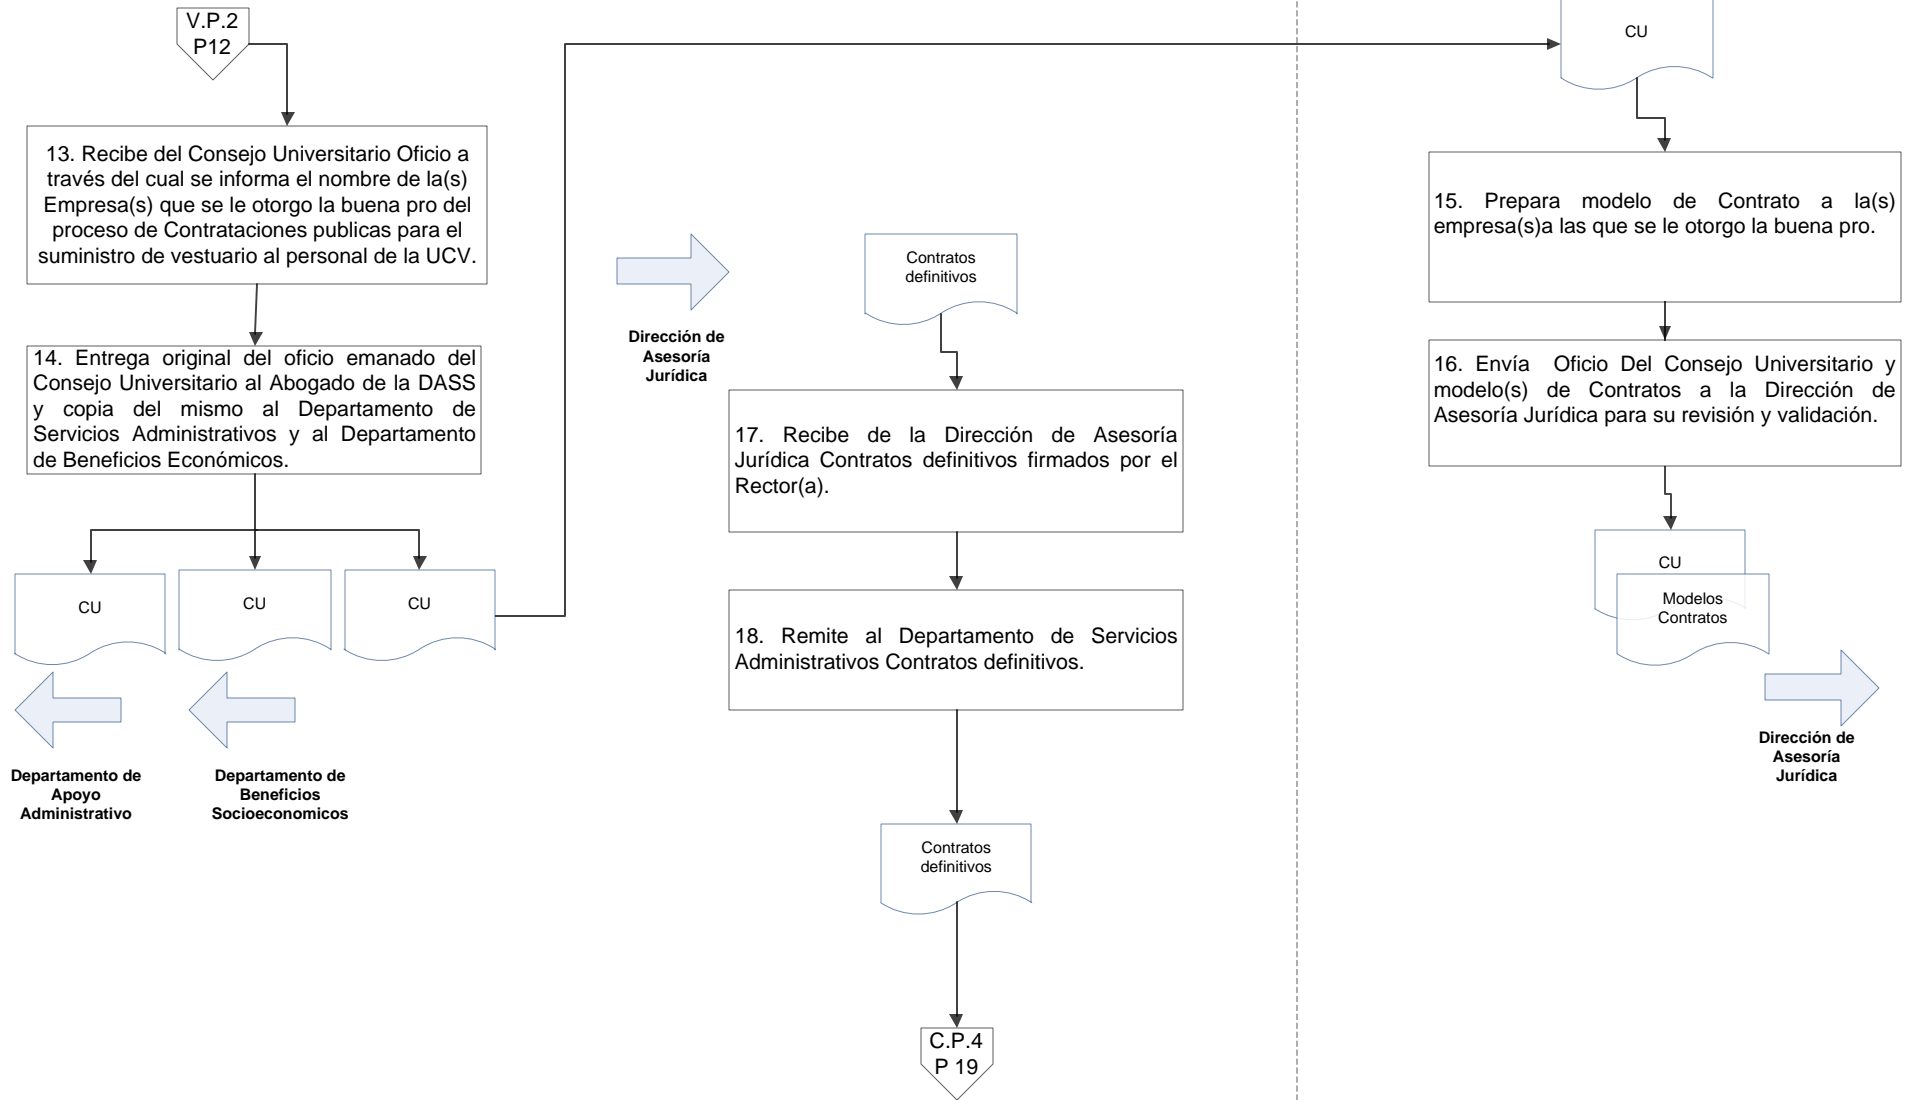 V.P.2
P12
13. Recibe del Consejo Universitario Oficio a
través del cual se informa el nombre de la(s)
Empresa(s) que se le otorgo la buena pro del
proceso de Contrataciones publicas para el
suministro de vestuario al personal de la UCV.
14. Entrega original del oficio emanado del
Consejo Universitario al Abogado de la DASS
y copia del mismo al Departamento de
Servicios Administrativos y al Departamento
de Beneficios Económicos.
CU
CU
CU
Departamento de
Apoyo
Administrativo
Departamento de
Beneficios
Socioeconomicos
CU
15. Prepara modelo de Contrato a la(s)
empresa(s)a las que se le otorgo la buena pro.
16. Envía Oficio Del Consejo Universitario y
modelo(s) de Contratos a la Dirección de
Asesoría Jurídica para su revisión y validación.
CU
Modelos
Contratos
Dirección de
Asesoría
Jurídica
Dirección de
Asesoría
Jurídica
Contratos
definitivos
17. Recibe de la Dirección de Asesoría
Jurídica Contratos definitivos firmados por el
Rector(a).
18. Remite al Departamento de Servicios
Administrativos Contratos definitivos.
Contratos
definitivos
C.P.4
P 19